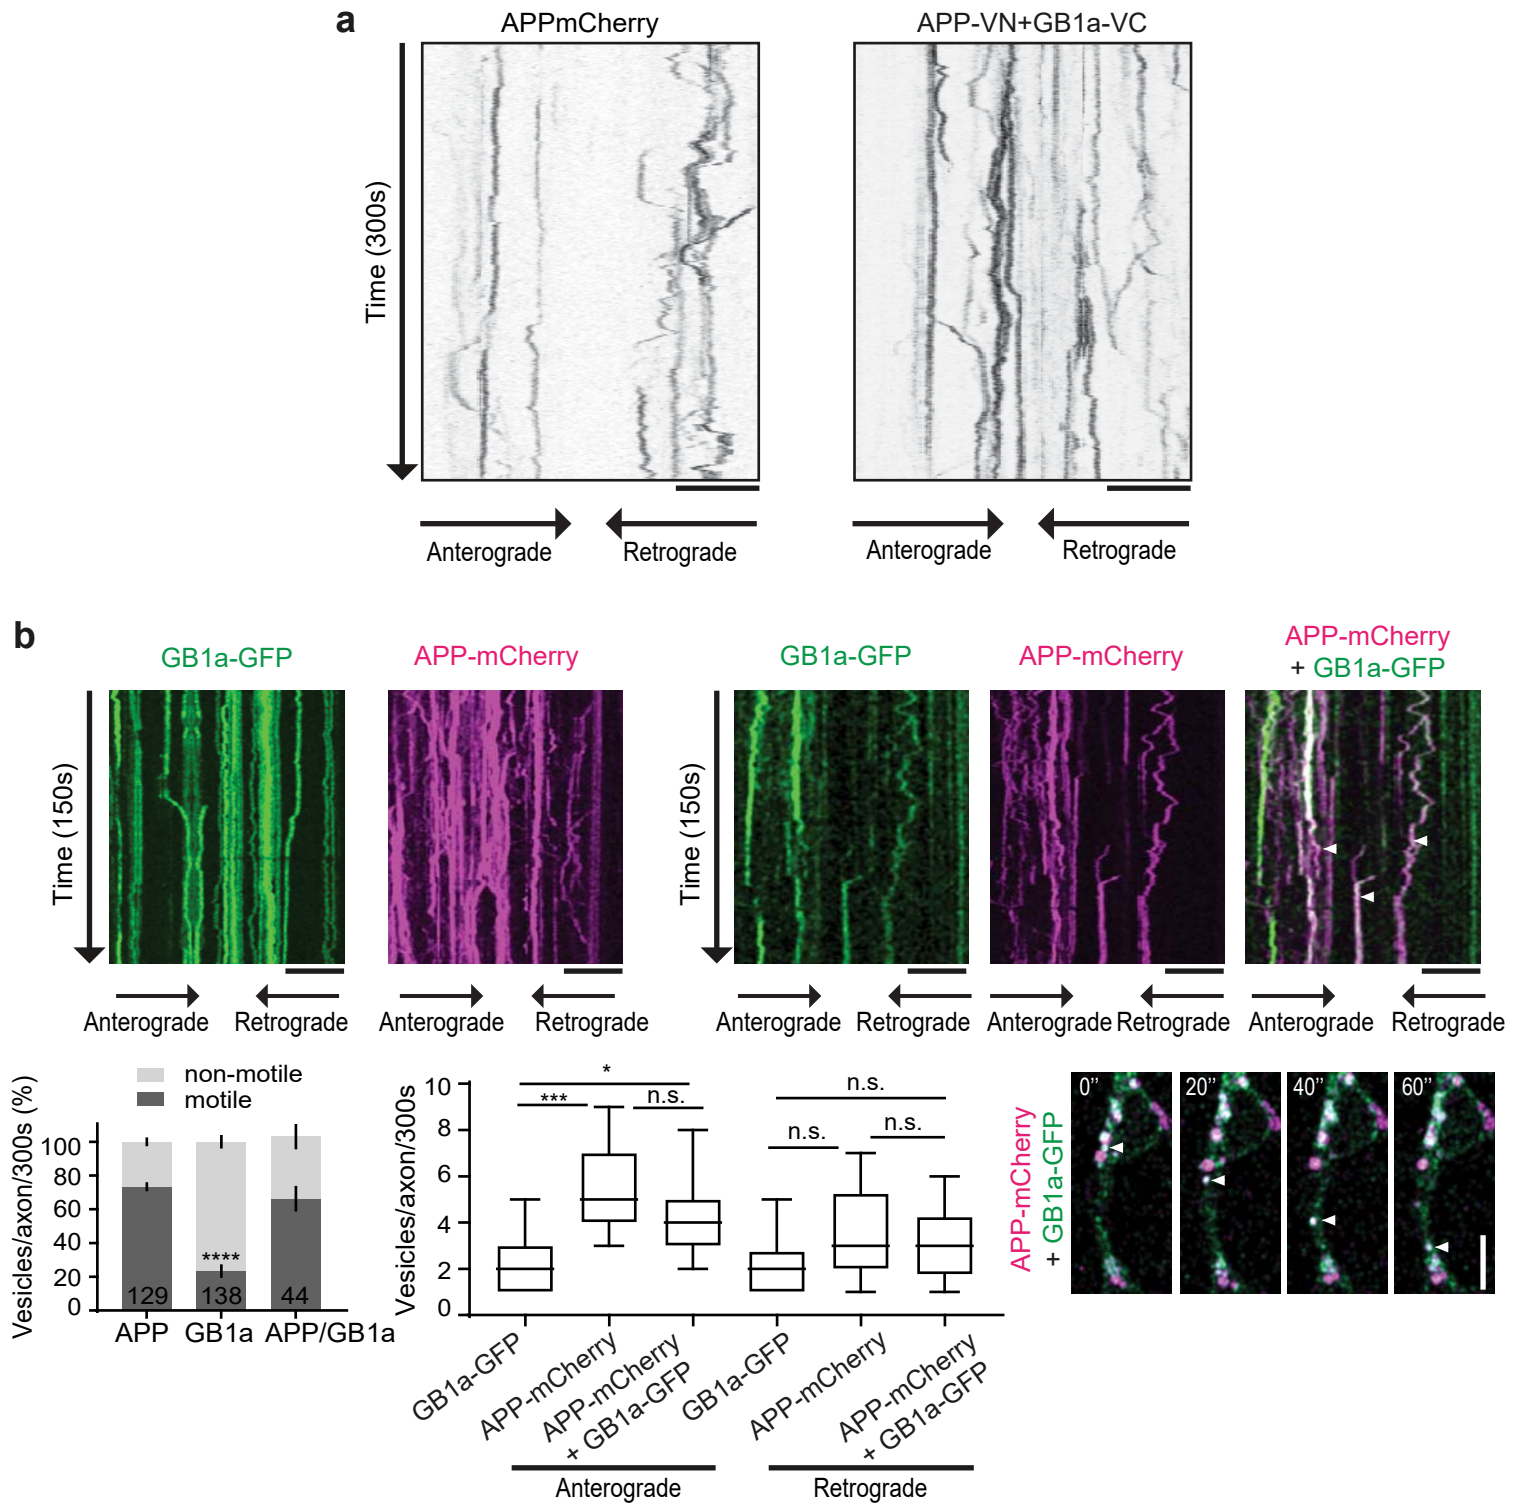 a
APPmCherry
APP-VN+GB1a-VC
Time (300s)
Anterograde
Retrograde
Anterograde
Retrograde
b
GB1a-GFP
APP-mCherry
GB1a-GFP
APP-mCherry
APP-mCherry
+ GB1a-GFP
Time (150s)
Time (150s)
Anterograde
Retrograde
Anterograde
Retrograde
Anterograde
Retrograde
Anterograde
Retrograde
Anterograde
Retrograde
non-motile
motile
Vesicles/axon/300s (%)
100
80
60
40
20
0
****
129
138
44
APP
GB1a
APP/GB1a
Vesicles/axon/300s
10
8
6
4
2
0
*
***
n.s.
n.s.
n.s.
n.s.
GB1a-GFP
APP-mCherry
APP-mCherry
+ GB1a-GFP
GB1a-GFP
APP-mCherry
APP-mCherry
+ GB1a-GFP
Anterograde
Retrograde
APP-mCherry
+ GB1a-GFP
0’’
20’’
40’’
60’’